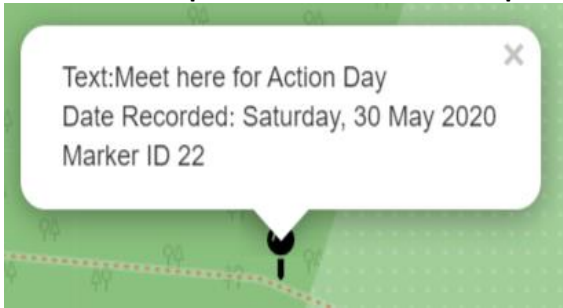 Text:Meet here for Action Day
Date Recorded: Saturday, 30 May 2020
Marker ID 22